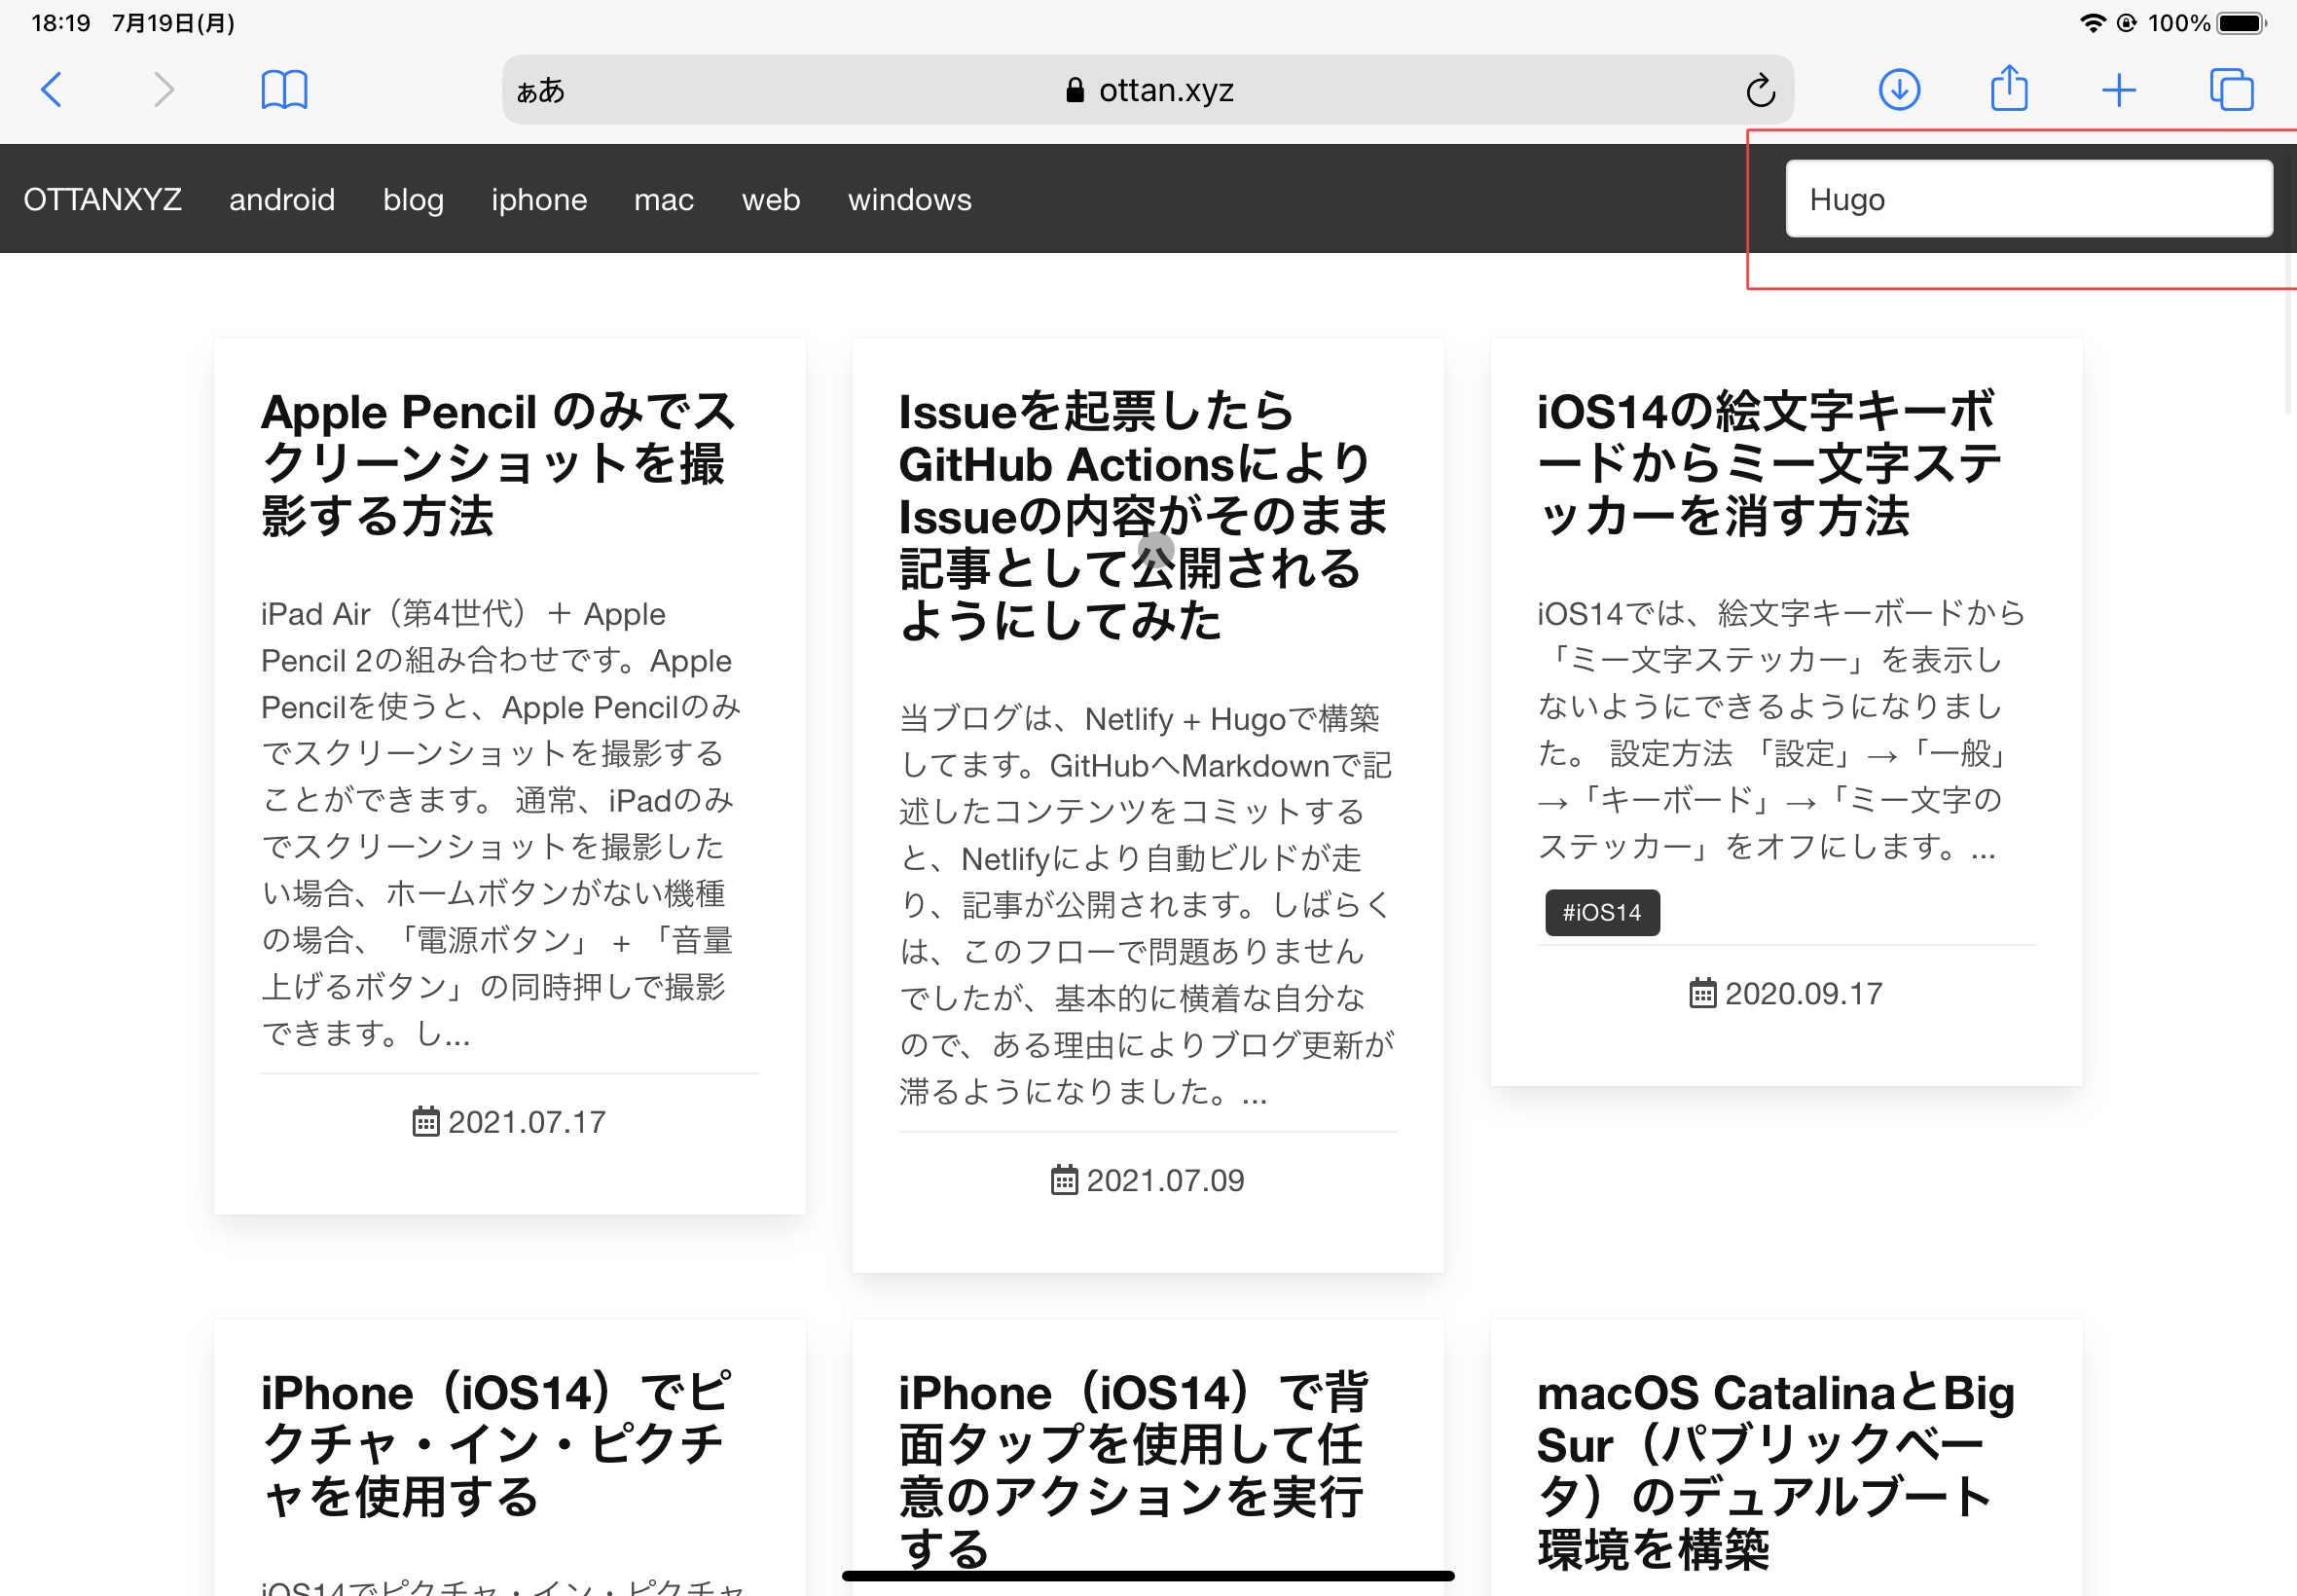 18:19 7月19日(月) 100%
ぁあ ottan.xyz
OTTANXYZ android blog iphone mac web windows Hugo
Apple Pencil のみでス
クリーンショットを撮
影する方法
iPad Air（第4世代）＋ Apple
Pencil 2の組み合わせです。Apple
Pencilを使うと、Apple Pencilのみ
でスクリーンショットを撮影する
ことができます。 通常、iPadのみ
でスクリーンショットを撮影した
い場合、ホームボタンがない機種
の場合、「電源ボタン」 + 「音量
上げるボタン」の同時押しで撮影
できます。し...
2021.07.17
Issueを起票したら
GitHub Actionsにより
Issueの内容がそのまま
記事として公開される
ようにしてみた
当ブログは、Netlify + Hugoで構築
してます。GitHubへMarkdownで記
述したコンテンツをコミットする
と、Netlifyにより自動ビルドが走
り、記事が公開されます。しばらく
は、このフローで問題ありません
でしたが、基本的に横着な自分な
ので、ある理由によりブログ更新が
滞るようになりました。...
2021.07.09
iOS14の絵文字キーボ
ードからミー文字ステ
ッカーを消す方法
iOS14では、絵文字キーボードから
「ミー文字ステッカー」を表示し
ないようにできるようになりまし
た。 設定方法 「設定」→「一般」
→「キーボード」→「ミー文字の
ステッカー」をオフにします。...
#iOS14
2020.09.17
iPhone（iOS14）でピ
クチャ・イン・ピクチ
ャを使用する
iOS14でピクチャ・イン・ピクチャ
iPhone（iOS14）で背
面タップを使用して任
意のアクションを実行
する
macOS CatalinaとBig
Sur（パブリックベー
タ）のデュアルブート
環境を構築